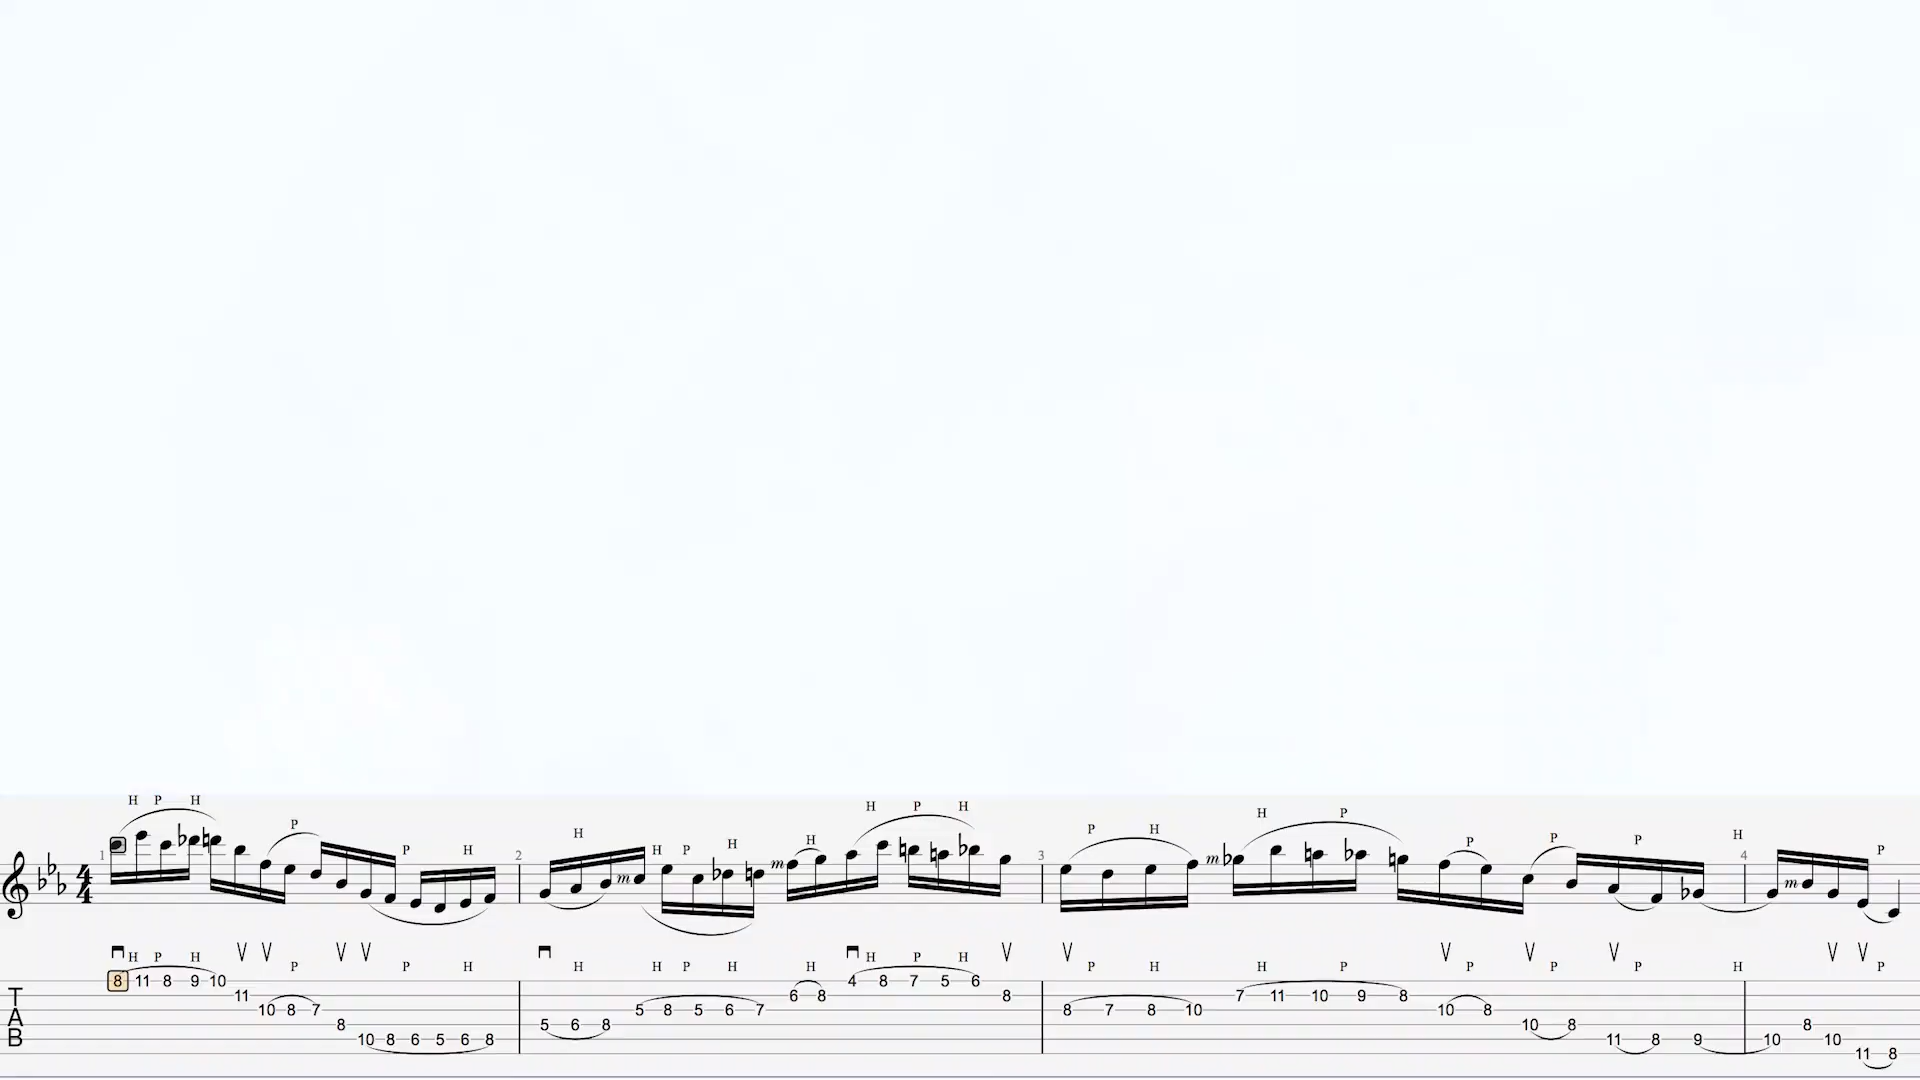 H P H P P H H H P H H H P H P H H P P P P H P
1 2 3 4
4
4
m m m m
H P H P P H H H P H H H P H P H H P P P P H P
8 11 8 9 10 4 8 7 5 6
T 11 6 8 8 7 11 10 9 8
10 8 7 5 8 5 6 7 8 7 8 10 10 8
A 8 5 6 8 10 8 8
B 10 8 6 5 6 8 11 8 9 10 10
11 8